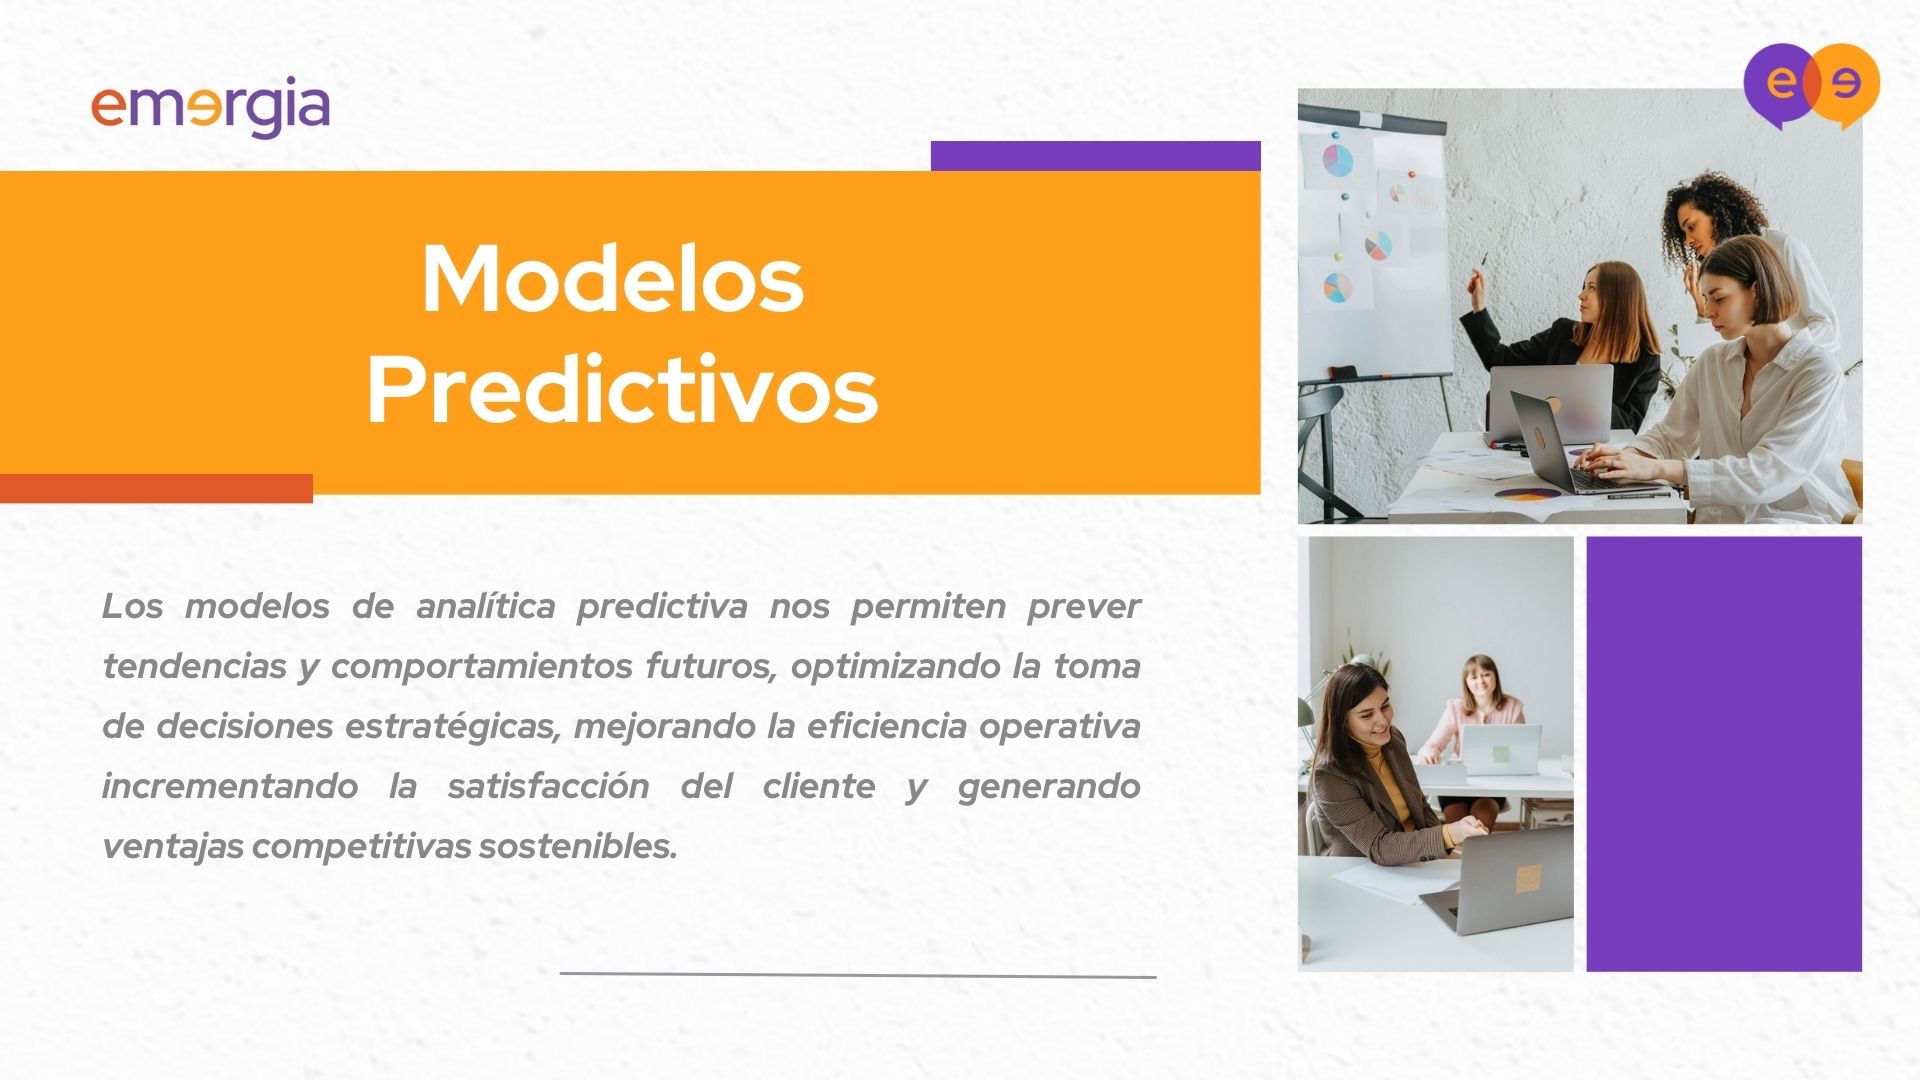 emergia
Modelos
Predictivos
Los modelos de analítica predictiva nos permiten prever
tendencias y comportamientos futuros, optimizando la toma
de decisiones estratégicas, mejorando la eficiencia operativa
incrementando la satisfacción del cliente y generando
ventajas competitivas sostenibles.
e e